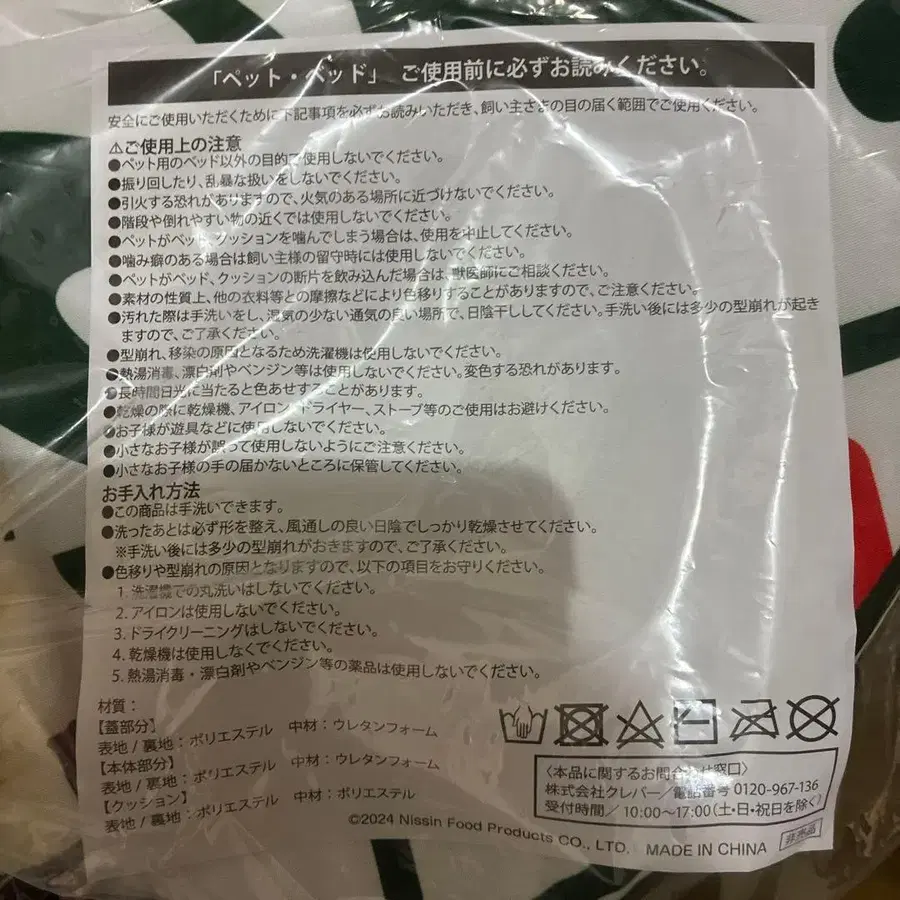 「ペット・ベッド」 ご使用前に必ずお読みください。
安全にご使用いただくために下記事項を必ずお読みいただき、飼い主さまの目の届く範囲でご使用ください。
⚠ご使用上の注意
●ペット用のベッド以外の目的で使用しないでください。
●振り回したり、乱暴な扱いをしないでください。
●引火する恐れがありますので、火気のある場所に近づけないでください。
●階段や倒れやすい物の近くでは使用しないでください。
●ペットがベッド、クッションを噛んでしまう場合は、使用を中止してください。
●噛み癖のある場合は飼い主様の留守時には使用しないでください。
●ペットがベッド、クッションの断片を飲み込んだ場合は、獣医師にご相談ください。
●素材の性質上、他の衣料等との摩擦などにより色移りすることがありますので、ご注意ください。
●汚れた際は手洗いをし、湿気の少ない通気の良い場所で、日陰干ししてください。手洗い後には多少の型崩れが起き
ますので、ご了承ください。
●型崩れ、移染の原因となるため洗濯機は使用しないでください。
●熱湯消毒、漂白剤やベンジン等は使用しないでください。変色する恐れがあります。
●長時間日光に当たると色あせすることがあります。
●乾燥の際に乾燥機、アイロン、ドライヤー、ストーブ等のご使用はお避けください。
●お子様が遊具などに使用しないでください。
●小さなお子様が誤って使用しないようにご注意ください。
●小さなお子様の手の届かないところに保管してください。
お手入れ方法
●この商品は手洗いできます。
●洗ったあとは必ず形を整え、風通しの良い日陰でしっかり乾燥させてください。
※手洗い後には多少の型崩れがおきますので、ご了承ください。
●色移りや型崩れの原因となりますので、以下の項目をお守りください。
1. 洗濯機での丸洗いはしないでください。
2. アイロンは使用しないでください。
3. ドライクリーニングはしないでください。
4. 乾燥機は使用しなくでください。
5. 熱湯消毒・漂白剤やベンジン等の薬品は使用しないでください。
材質：
【蓋部分】
表地 / 裏地：ポリエステル 中材：ウレタンフォーム
【本体部分】
表地 / 裏地：ポリエステル 中材：ウレタンフォーム
【クッション】
表地 / 裏地：ポリエステル 中材：ポリエステル
〈本品に関するお問合わせ窓口〉
株式会社クレバー／電話番号 0120-967-136
受付時間／10:00～17:00（土・日・祝日を除く）
©2024 Nissin Food Products CO., LTD. MADE IN CHINA 非売品